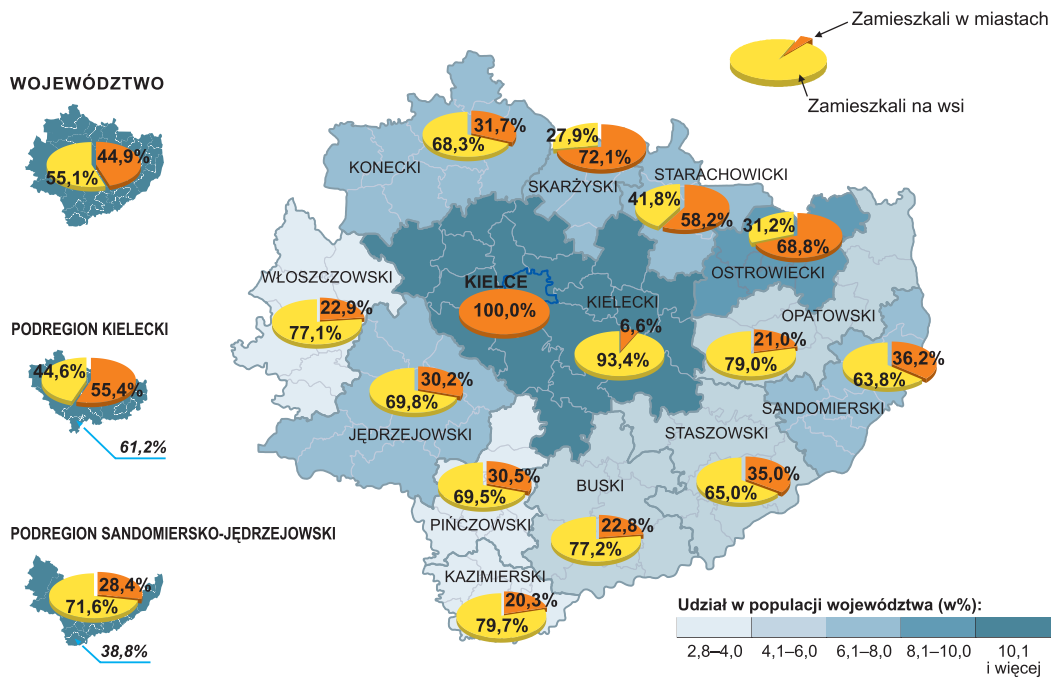 Zamieszkali w miastach
Zamieszkali na wsi
WOJEWÓDZTWO
44,9%
55,1%
PODREGION KIELECKI
44,6%
55,4%
61,2%
PODREGION SANDOMIERSKO-JĘDRZEJOWSKI
28,4%
71,6%
38,8%
KONECKI
31,7%
68,3%
SKARŻYSKI
27,9%
72,1%
STARACHOWICKI
41,8%
58,2%
OSTROWIECKI
31,2%
68,8%
WŁOSZCZOWSKI
22,9%
77,1%
KIELCE
100,0%
KIELECKI
6,6%
93,4%
OPATOWSKI
21,0%
79,0%
SANDOMIERSKI
36,2%
63,8%
JĘDRZEJOWSKI
30,2%
69,8%
STASZOWSKI
35,0%
65,0%
PIŃCZOWSKI
30,5%
69,5%
BUSKI
22,8%
77,2%
KAZIMIERSKI
20,3%
79,7%
Udział w populacji województwa (w%):
2,8–4,0 4,1–6,0 6,1–8,0 8,1–10,0 10,1
i więcej